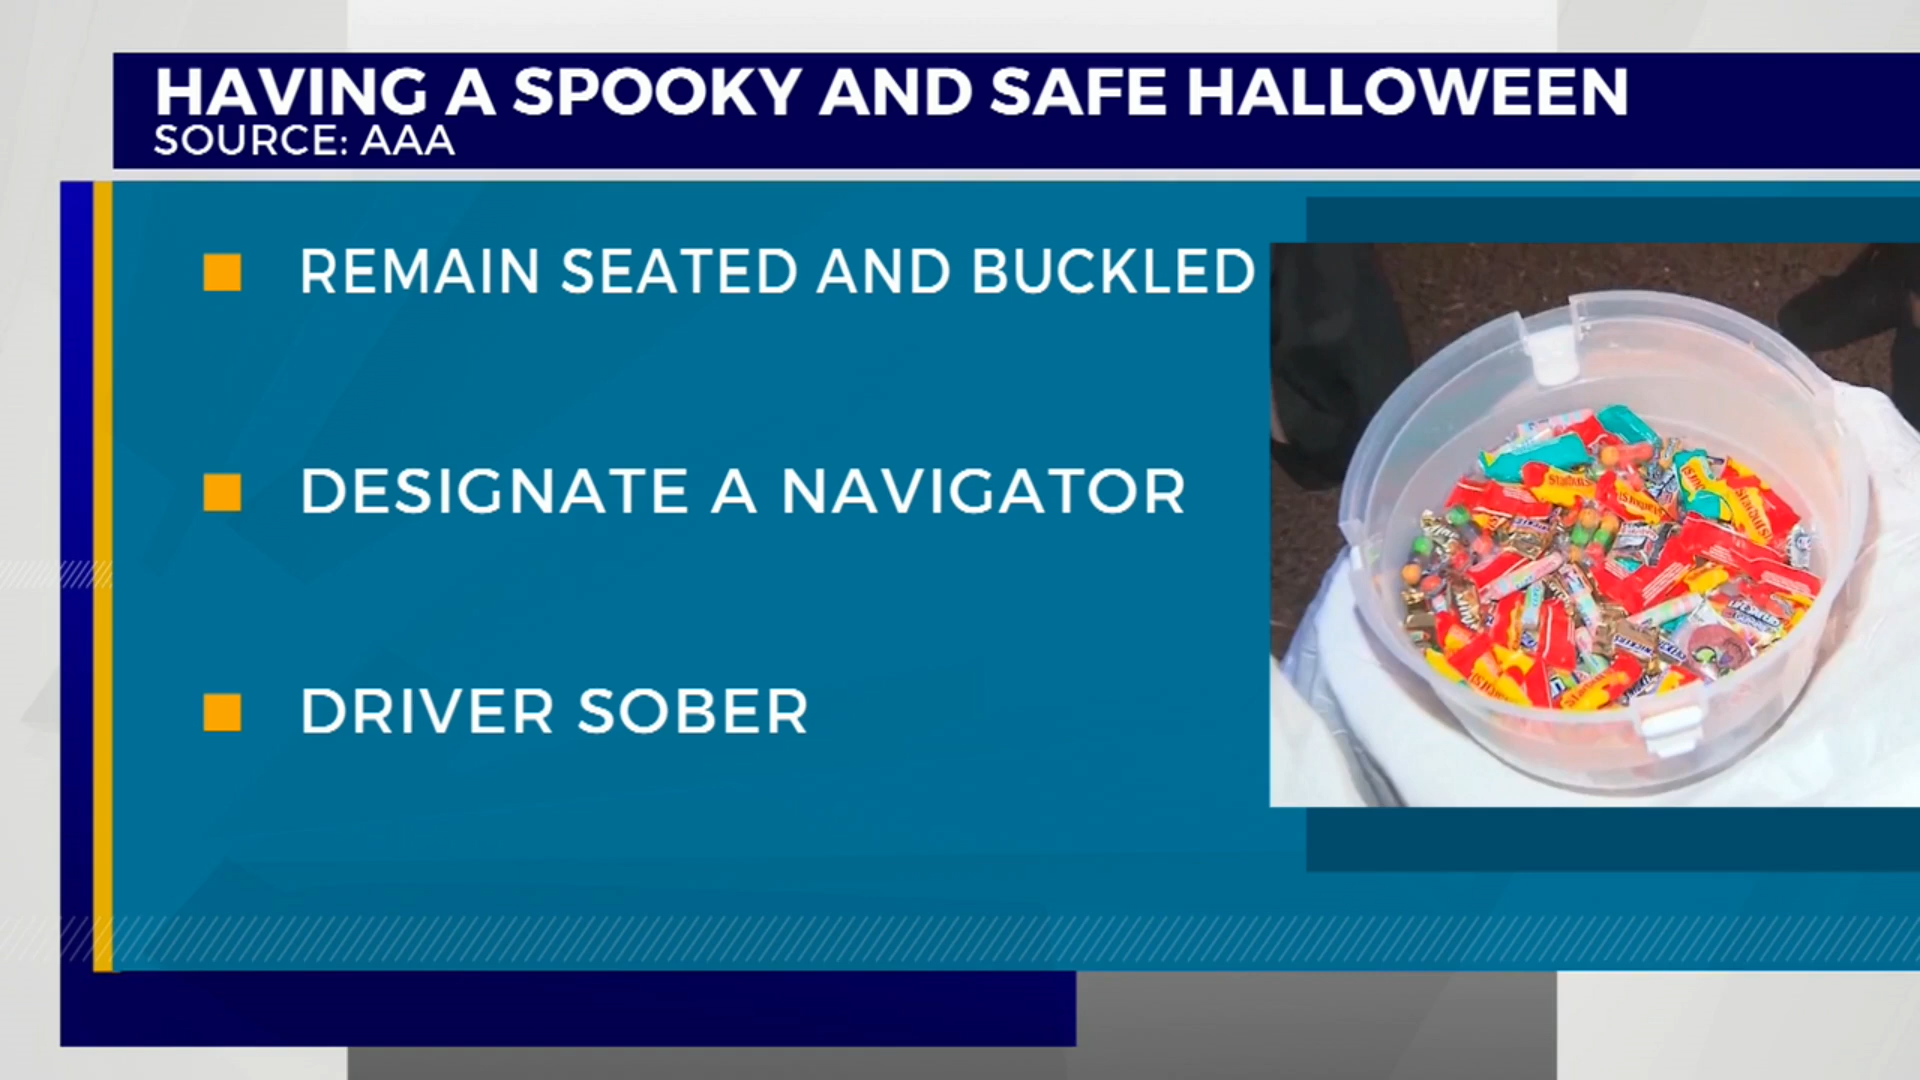 HAVING A SPOOKY AND SAFE HALLOWEEN
SOURCE: AAA
REMAIN SEATED AND BUCKLED
DESIGNATE A NAVIGATOR
DRIVER SOBER